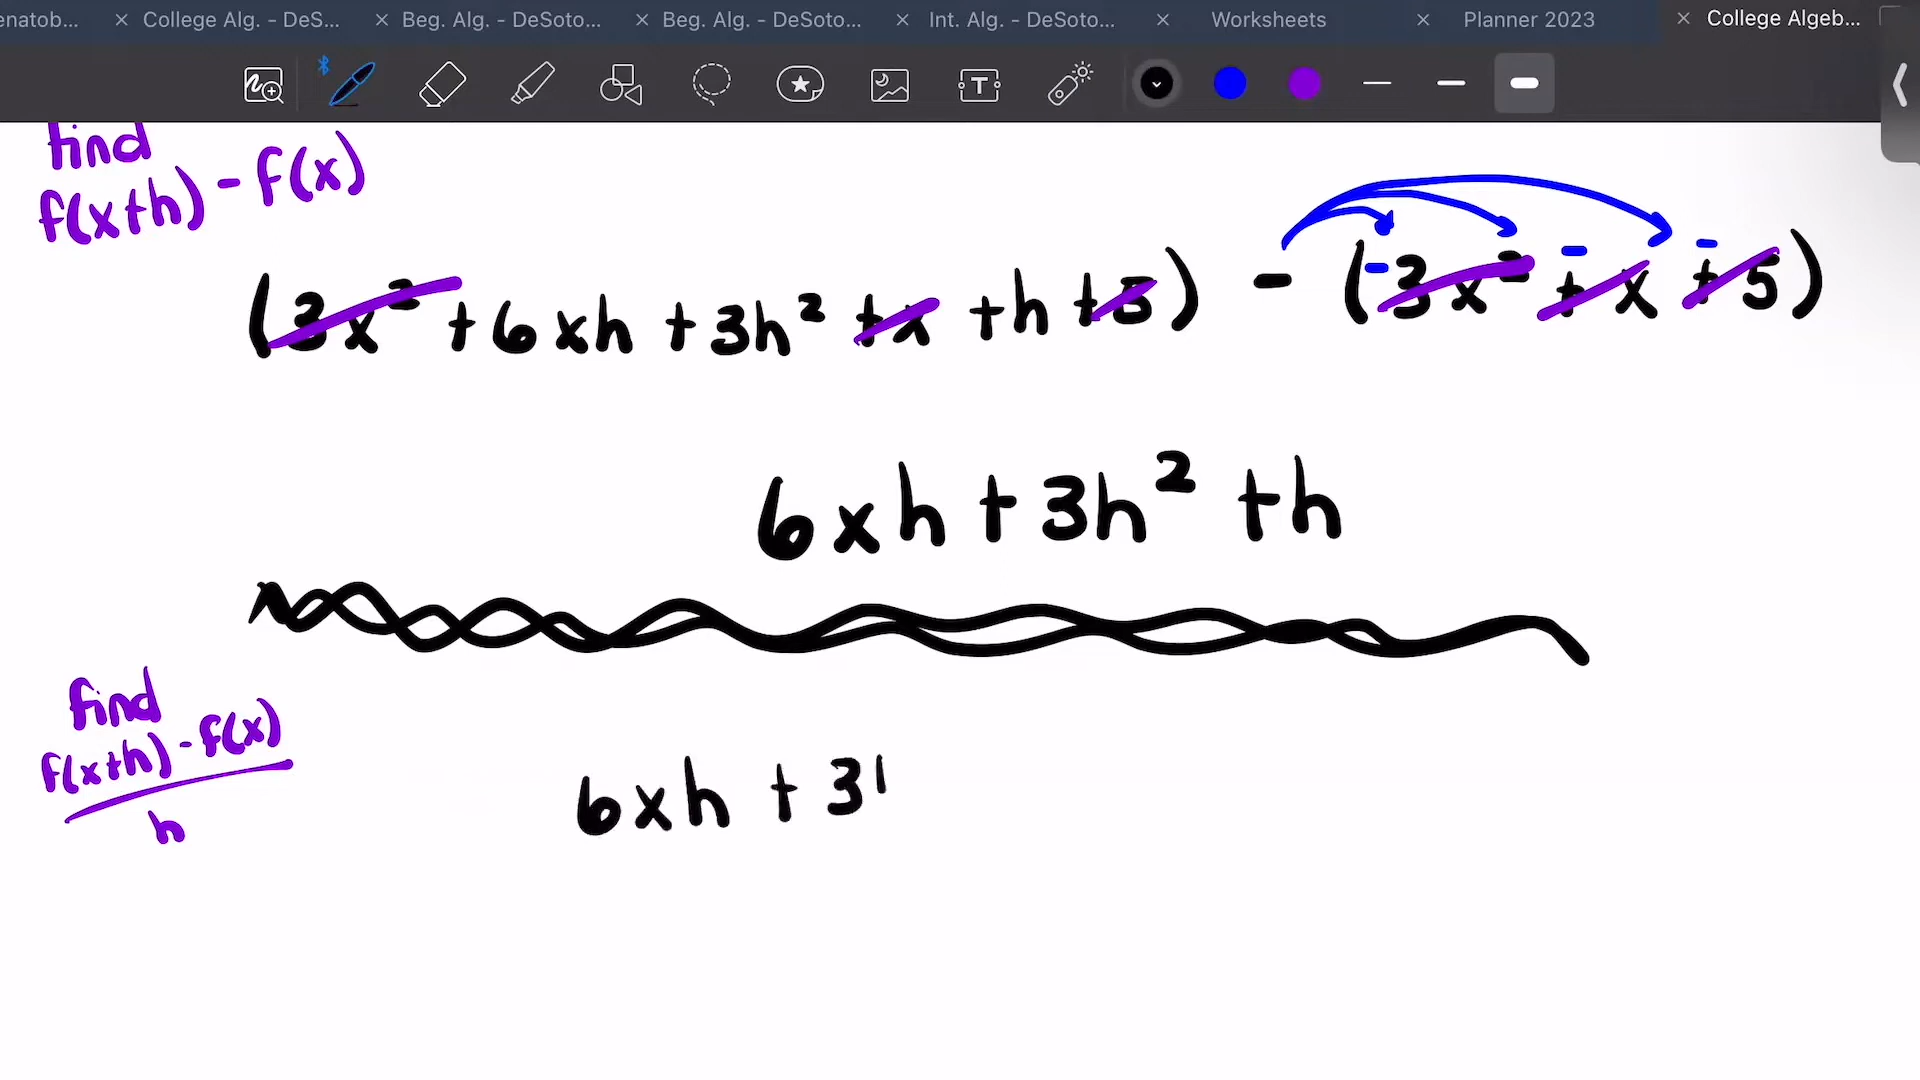 enatob... × College Alg. - DeS... × Beg. Alg. - DeSoto... × Beg. Alg. - DeSoto... × Int. Alg. - DeSoto... × Worksheets × Planner 2023 × College Algeb...
find
f(x+h) - f(x)
(3x² + 6xh + 3h² + x + h + 5) - (3x² + x + 5)
- - -
6xh + 3h² + h
find
f(x+h) - f(x)
h
6xh + 3